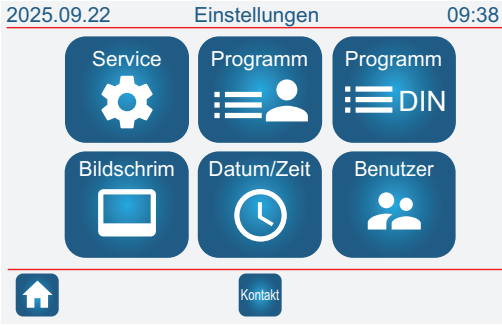 2025.09.22 Einstellungen 09:38
Service Programm Programm
DIN
Bildschrim Datum/Zeit Benutzer
Kontakt